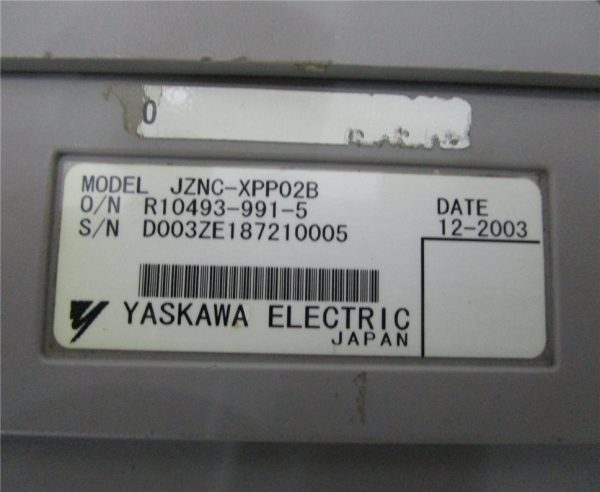 0
MODEL JZNC-XPP02B
O/N R10493-991-5
S/N D003ZE187210005
DATE
12-2003
YASKAWA ELECTRIC
JAPAN